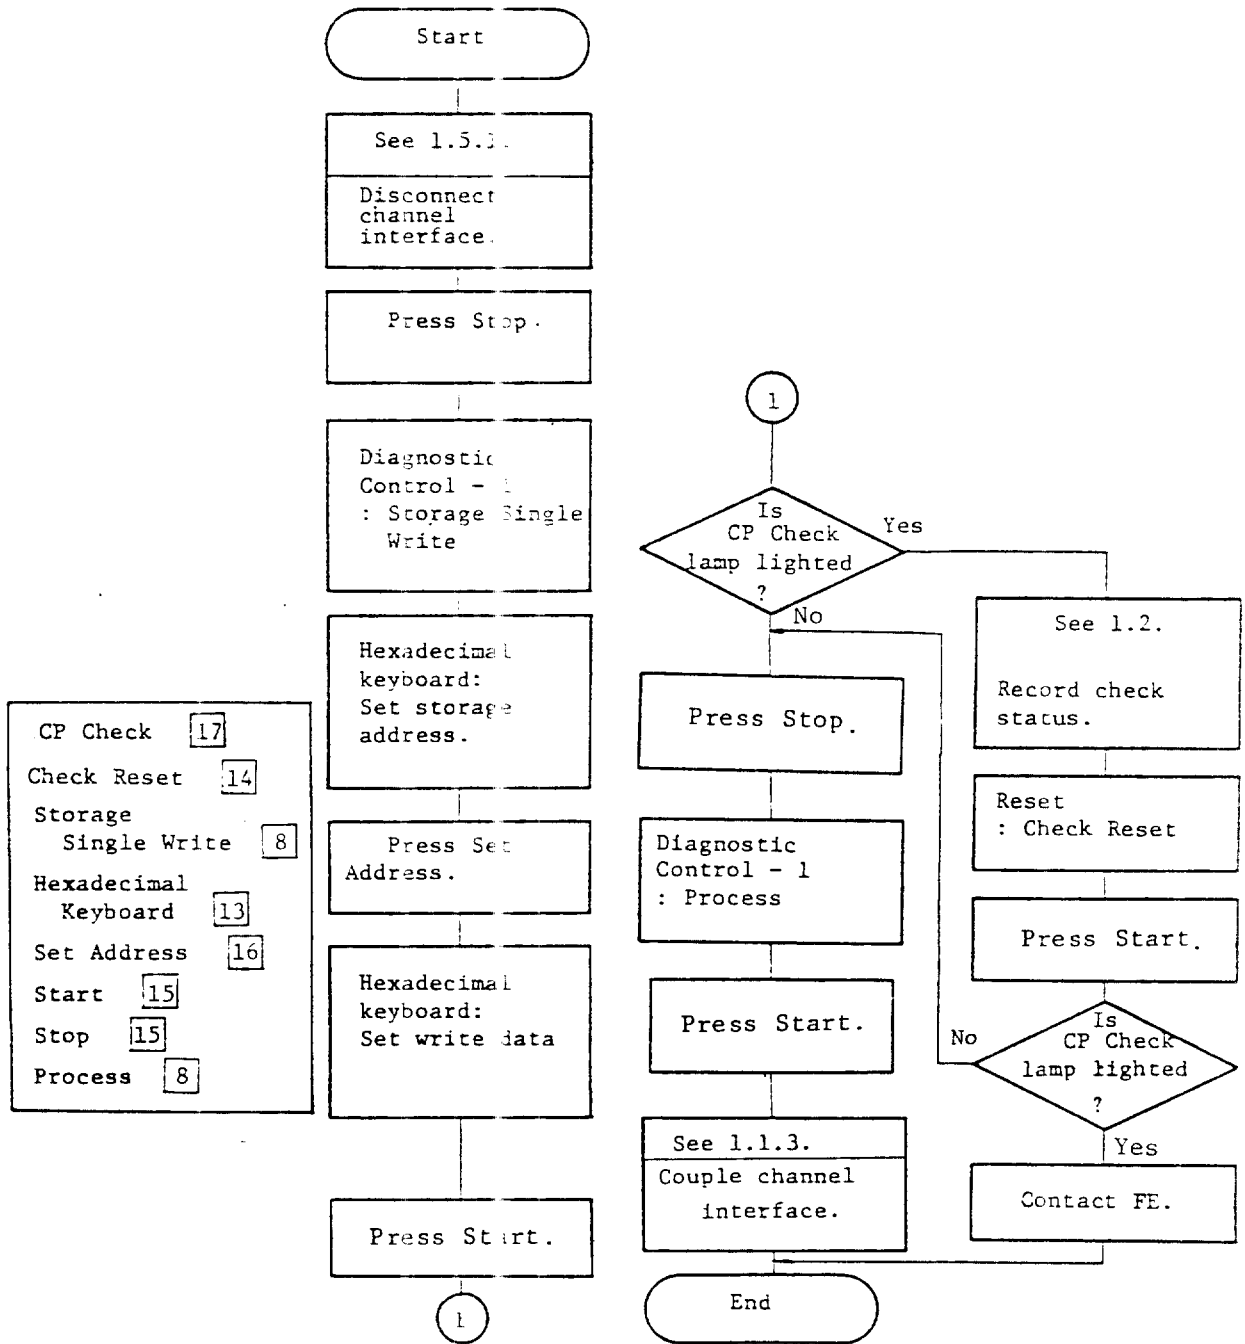 Start
See 1.5.
Disconnect
channel
interface.
Press Stop.
Diagnostic
Control - 1
: Storage Single
Write
Hexadecimal
keyboard:
Set storage
address.
Press Set
Address.
Hexadecimal
keyboard:
Set write data
Press Start.
1
CP Check 17
Check Reset 14
Storage
Single Write 8
Hexadecimal
Keyboard 13
Set Address 16
Start 15
Stop 15
Process 8
1
Is
CP Check
lamp lighted
?
Yes
No
Press Stop.
Diagnostic
Control - 1
: Process
Press Start.
See 1.1.3.
Couple channel
interface.
End
See 1.2.
Record check
status.
Reset
: Check Reset
Press Start.
Is
CP Check
lamp lighted
?
No
Yes
Contact FE.